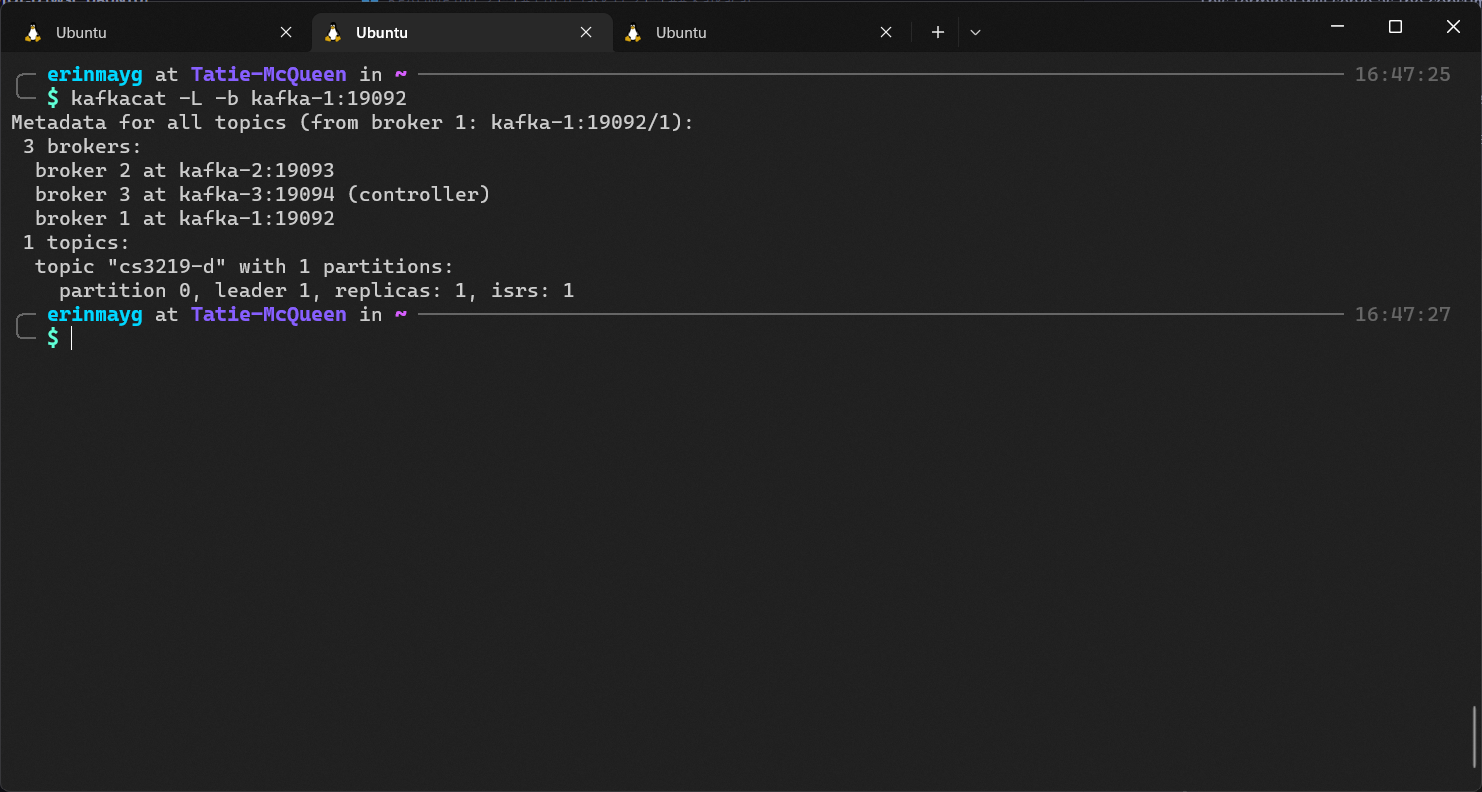 Ubuntu
Ubuntu
Ubuntu
erinmayg at Tatie-McQueen in ~ 16:47:25
$ kafkacat -L -b kafka-1:19092
Metadata for all topics (from broker 1: kafka-1:19092/1):
3 brokers:
broker 2 at kafka-2:19093
broker 3 at kafka-3:19094 (controller)
broker 1 at kafka-1:19092
1 topics:
topic "cs3219-d" with 1 partitions:
partition 0, leader 1, replicas: 1, isrs: 1
erinmayg at Tatie-McQueen in ~ 16:47:27
$